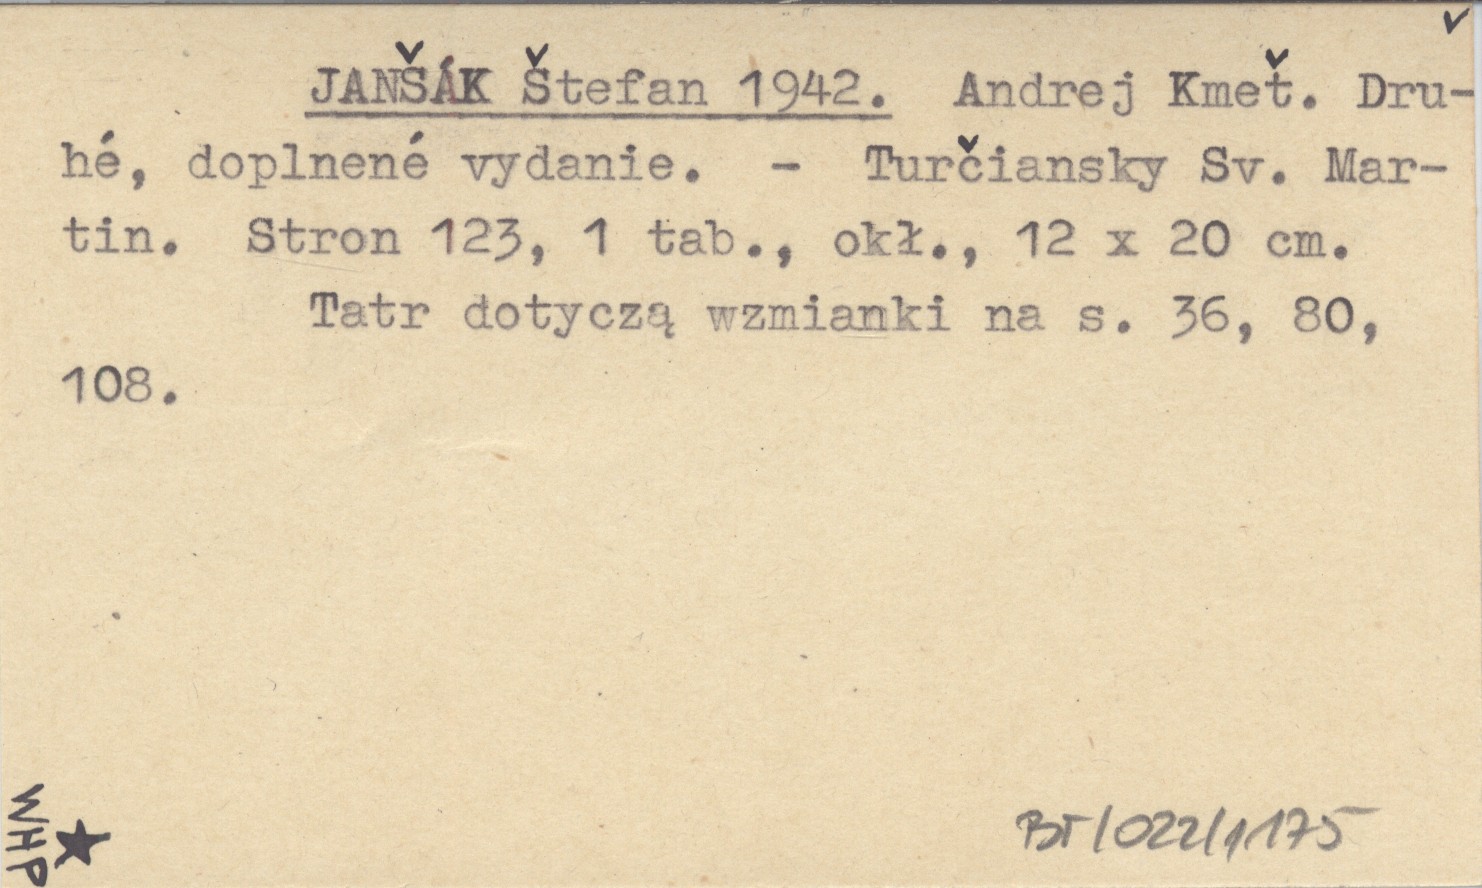 JANŠÁK Štefan 1942. Andrej Kmeť. Dru-
hé, doplnené vydanie. - Turčiansky Sv. Mar-
tin. Stron 123, 1 tab., okł., 12 x 20 cm.
Tatr dotyczą wzmianki na s. 36, 80,
108.
WHP
BT/022/1175